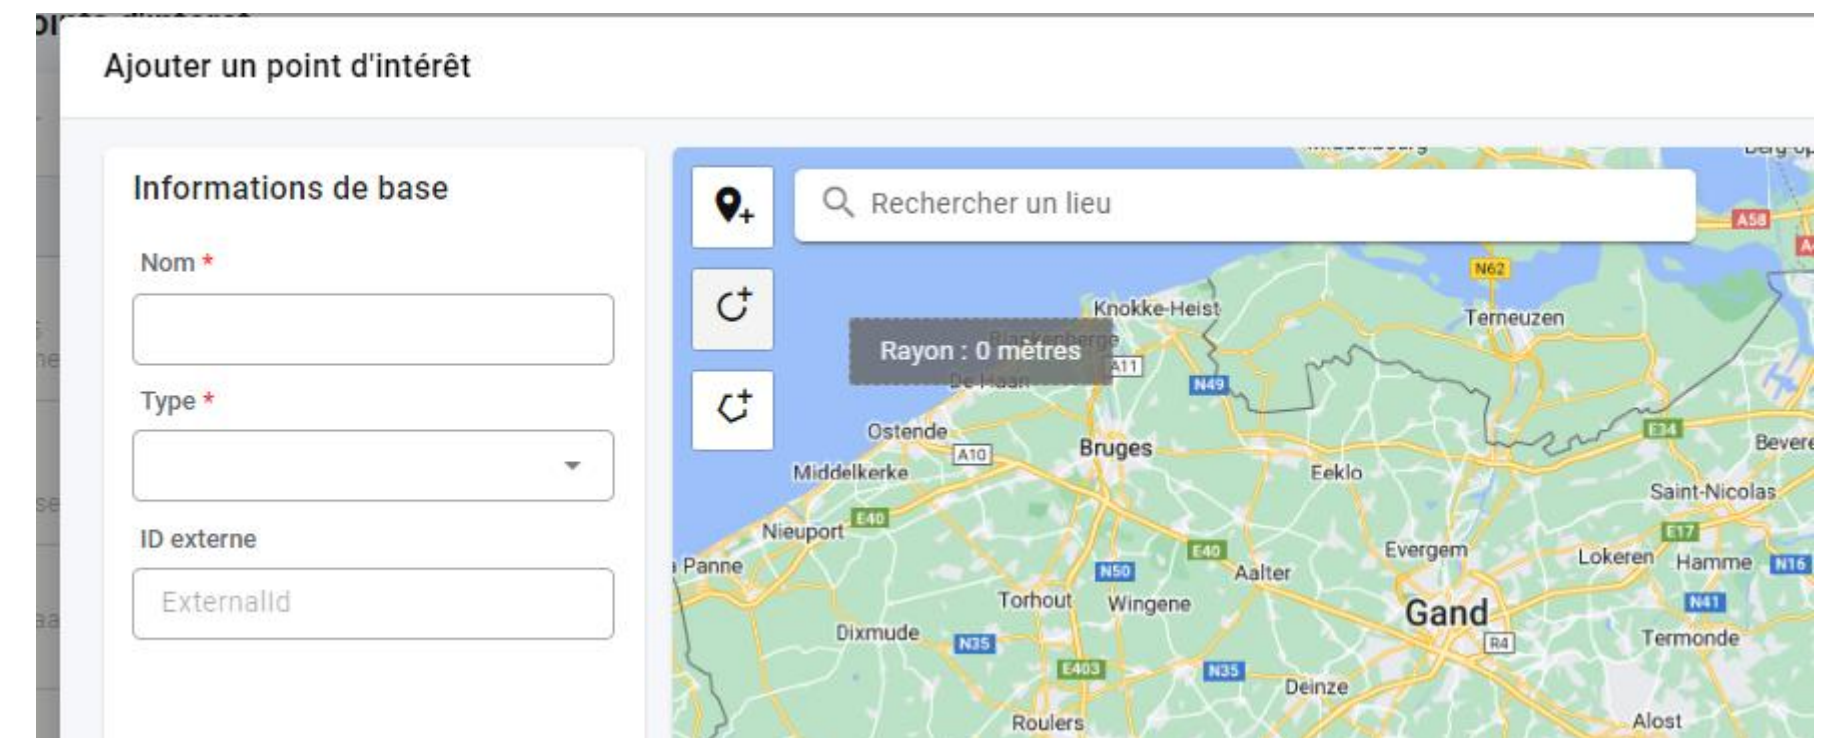 Ajouter un point d'intérêt
Informations de base
Nom *
Type *
ID externe
ExternalId
Rechercher un lieu
A58
N62
Knokke-Heist
Terneuzen
Blankenberge
Rayon : 0 mètres
A11
De Haan
N49
Ostende
E34
A10
Bruges
Middelkerke
Eeklo
Saint-Nicolas
E40
Nieuport
E17
E40
Evergem
Lokeren
Hamme
N16
Panne
N50
Aalter
Torhout
Wingene
Gand
N41
Dixmude
N35
R4
Termonde
E403
N35
Deinze
Roulers
Alost